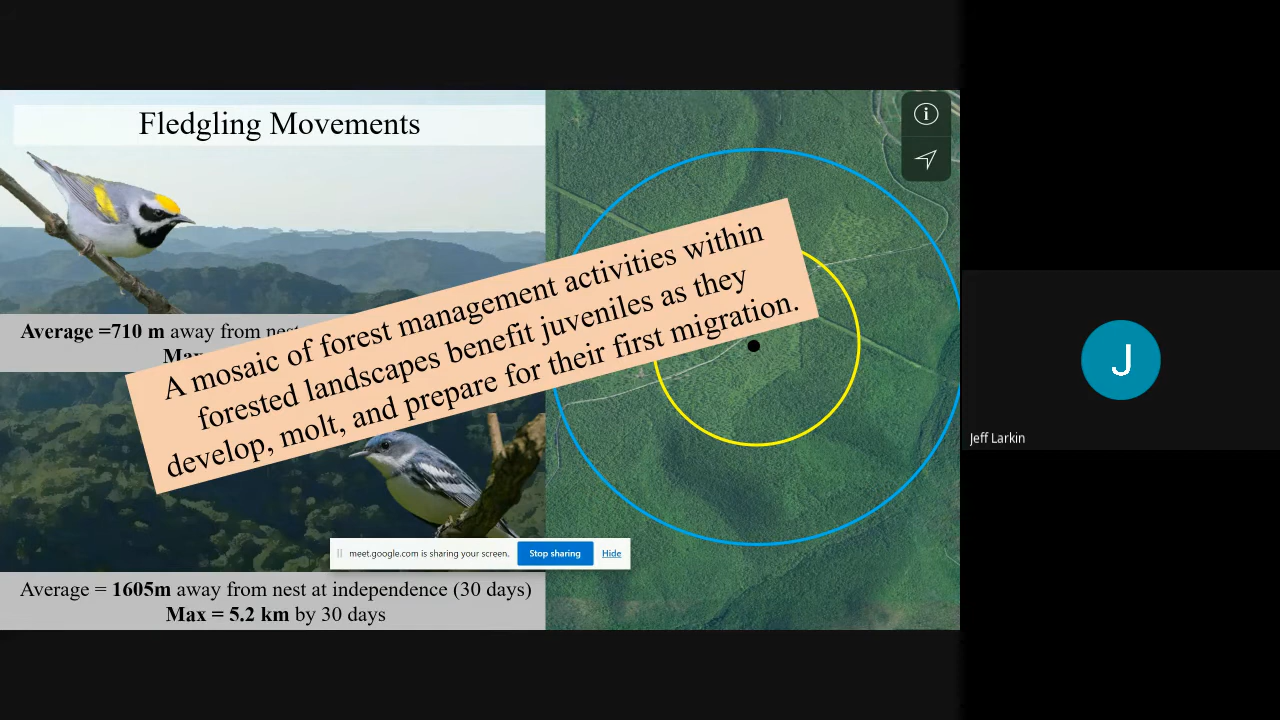 Fledgling Movements
A mosaic of forest management activities within
forested landscapes benefit juveniles as they
develop, molt, and prepare for their first migration.
Average =710 m away from nest
Max
meet.google.com is sharing your screen.
Stop sharing
Hide
Average = 1605m away from nest at independence (30 days)
Max = 5.2 km by 30 days
J
Jeff Larkin